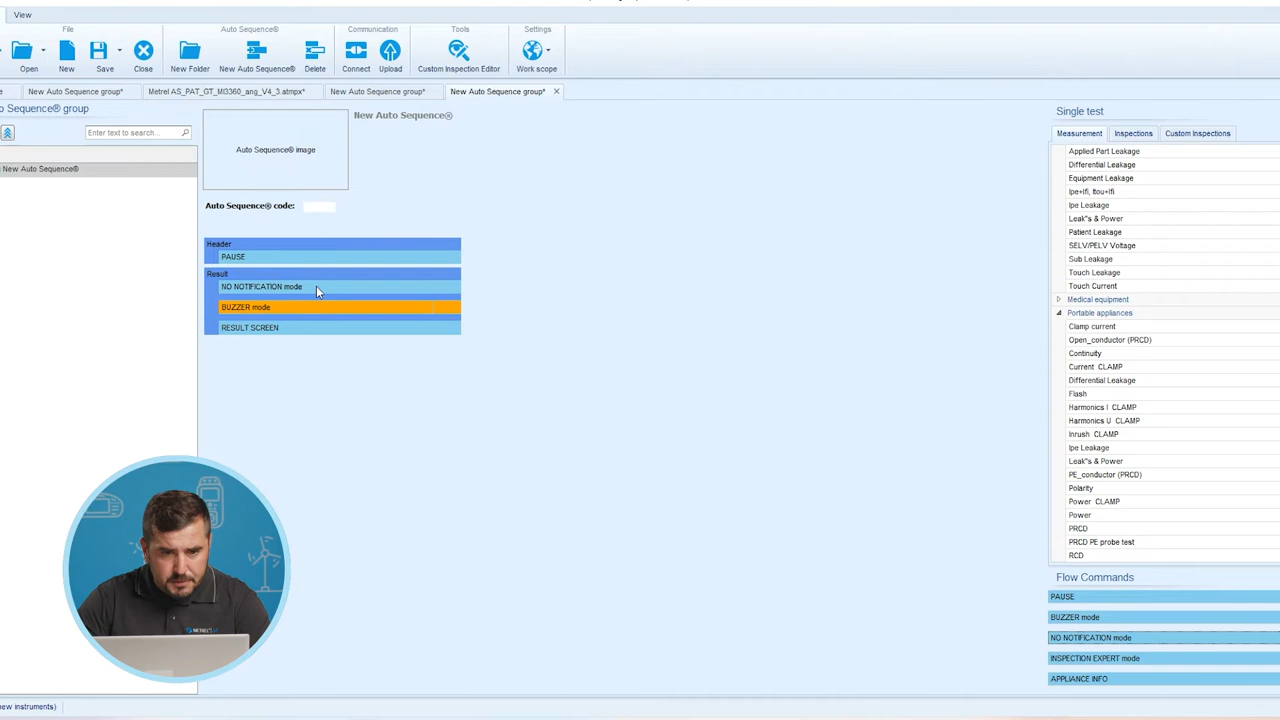 View
File
Auto Sequence®
Communication
Tools
Settings
Open
New
Save
Close
New Folder
New Auto Sequence®
Delete
Connect
Upload
Custom Inspection Editor
Work scope
New Auto Sequence group*
Metrel AS_PAT_GT_MI3360_ang_V4_3.atmpx*
New Auto Sequence group*
New Auto Sequence group*
Sequence® group
Enter text to search...
New Auto Sequence®
Auto Sequence® image
New Auto Sequence®
Auto Sequence® code:
Header
PAUSE
Result
NO NOTIFICATION mode
BUZZER mode
RESULT SCREEN
Single test
Measurement
Inspections
Custom Inspections
Applied Part Leakage
Differential Leakage
Equipment Leakage
Ipe+Ifi, Itou+Ifi
Ipe Leakage
Leak"s & Power
Patient Leakage
SELV/PELV Voltage
Sub Leakage
Touch Leakage
Touch Current
Medical equipment
Portable appliances
Clamp current
Open_conductor (PRCD)
Continuity
Current CLAMP
Differential Leakage
Flash
Harmonics I CLAMP
Harmonics U CLAMP
Inrush CLAMP
Ipe Leakage
Leak"s & Power
PE_conductor (PRCD)
Polarity
Power CLAMP
Power
PRCD
PRCD PE probe test
RCD
Flow Commands
PAUSE
BUZZER mode
NO NOTIFICATION mode
INSPECTION EXPERT mode
APPLIANCE INFO
new instruments)
METREL